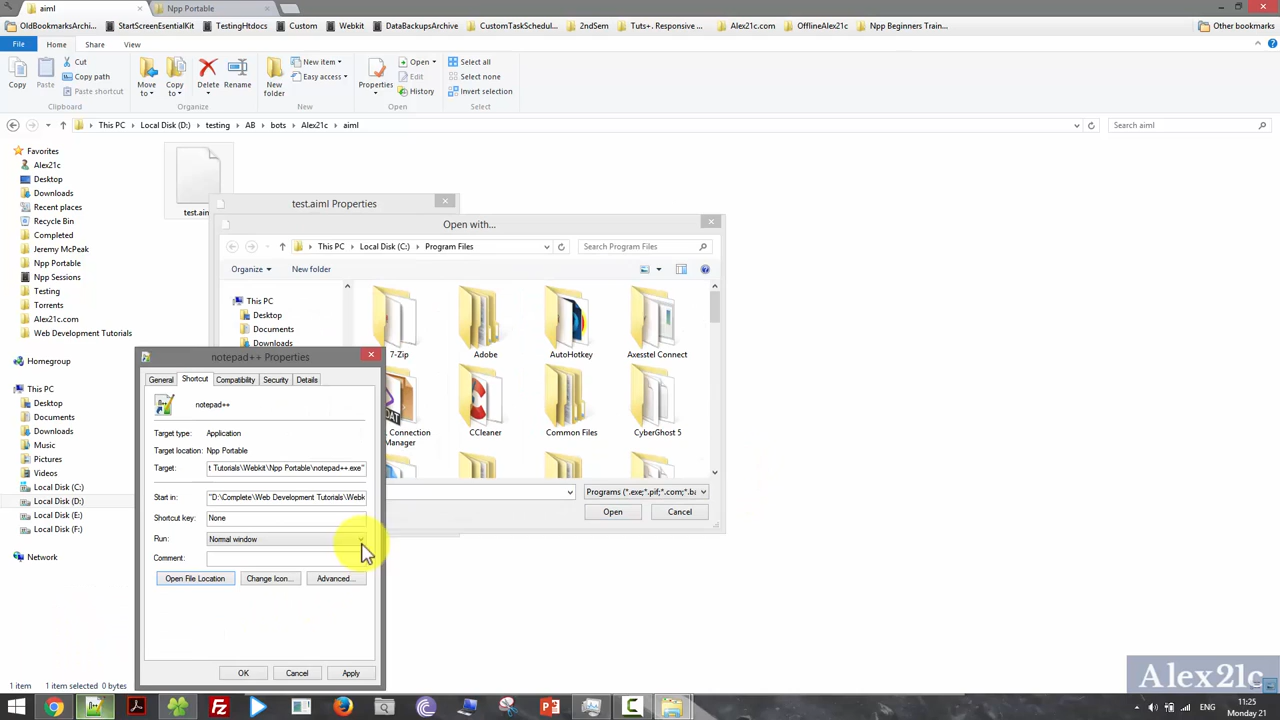 aiml
Npp Portable
OldBookmarksArchi...
StartScreenEsentialKit
TestingHtdocs
Custom
Webkit
DataBackupsArchive
CustomTaskSchedul...
2ndSem
Tuts+. Responsive ...
Alex21c.com
OfflineAlex21c
Npp Beginners Train...
Other bookmarks
File
Home
Share
View
Copy
Paste
Cut
Copy path
Paste shortcut
Move to
Copy to
Delete
Rename
New folder
New item
Easy access
Properties
Open
Edit
History
Select all
Select none
Invert selection
Clipboard
Organize
New
Open
Select
This PC
Local Disk (D:)
testing
AB
bots
Alex21c
aiml
Search aiml
Favorites
Alex21c
Desktop
Downloads
Recent places
Recycle Bin
Completed
Jeremy McPeak
Npp Portable
Npp Sessions
Testing
Torrents
Alex21c.com
Web Development Tutorials
Homegroup
This PC
Desktop
Documents
Downloads
Music
Pictures
Videos
Local Disk (C:)
Local Disk (D:)
Local Disk (E:)
Local Disk (F:)
Network
test.aiml
test.aiml Properties
Open with...
This PC
Local Disk (C:)
Program Files
Search Program Files
Organize
New folder
This PC
Desktop
Documents
Downloads
7-Zip
Adobe
AutoHotkey
Axesstel Connect
Connection Manager
CCleaner
Common Files
CyberGhost 5
Programs (*.exe;*.pif;*.com;*.ba
Open
Cancel
notepad++ Properties
General
Shortcut
Compatibility
Security
Details
notepad++
Target type: Application
Target location: Npp Portable
Target: t Tutorials\Webkit\Npp Portable\notepad++.exe"
Start in: "D:\Complete\Web Development Tutorials\Webk
Shortcut key: None
Run: Normal window
Comment:
Open File Location
Change Icon...
Advanced...
OK
Cancel
Apply
1 item
1 item selected 0 bytes
Alex21c
ENG
11:25
Monday 21